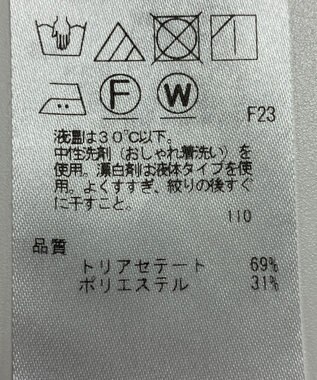 F W
F23
液温は30℃以下。
中性洗剤（おしゃれ着洗い）を
使用。漂白剤は液体タイプを使
用。よくすすぎ、絞りの後すぐ
に干すこと。
110
品質
トリアセテート 69%
ポリエステル 31%